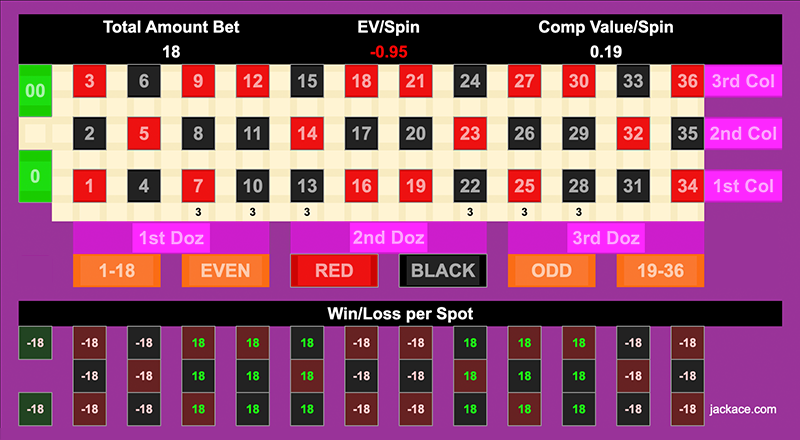 Total Amount Bet EV/Spin Comp Value/Spin
18 -0.95 0.19
00 3 6 9 12 15 18 21 24 27 30 33 36 3rd Col
2 5 8 11 14 17 20 23 26 29 32 35 2nd Col
0 1 4 7 10 13 16 19 22 25 28 31 34 1st Col
3 3 3 3 3 3
1st Doz 2nd Doz 3rd Doz
1-18 EVEN RED BLACK ODD 19-36
Win/Loss per Spot
-18 -18 -18 18 18 18 -18 -18 18 18 18 -18 -18
-18 -18 18 18 18 -18 -18 18 18 18 -18 -18
-18 -18 -18 18 18 18 -18 -18 18 18 18 -18 -18
jackace.com